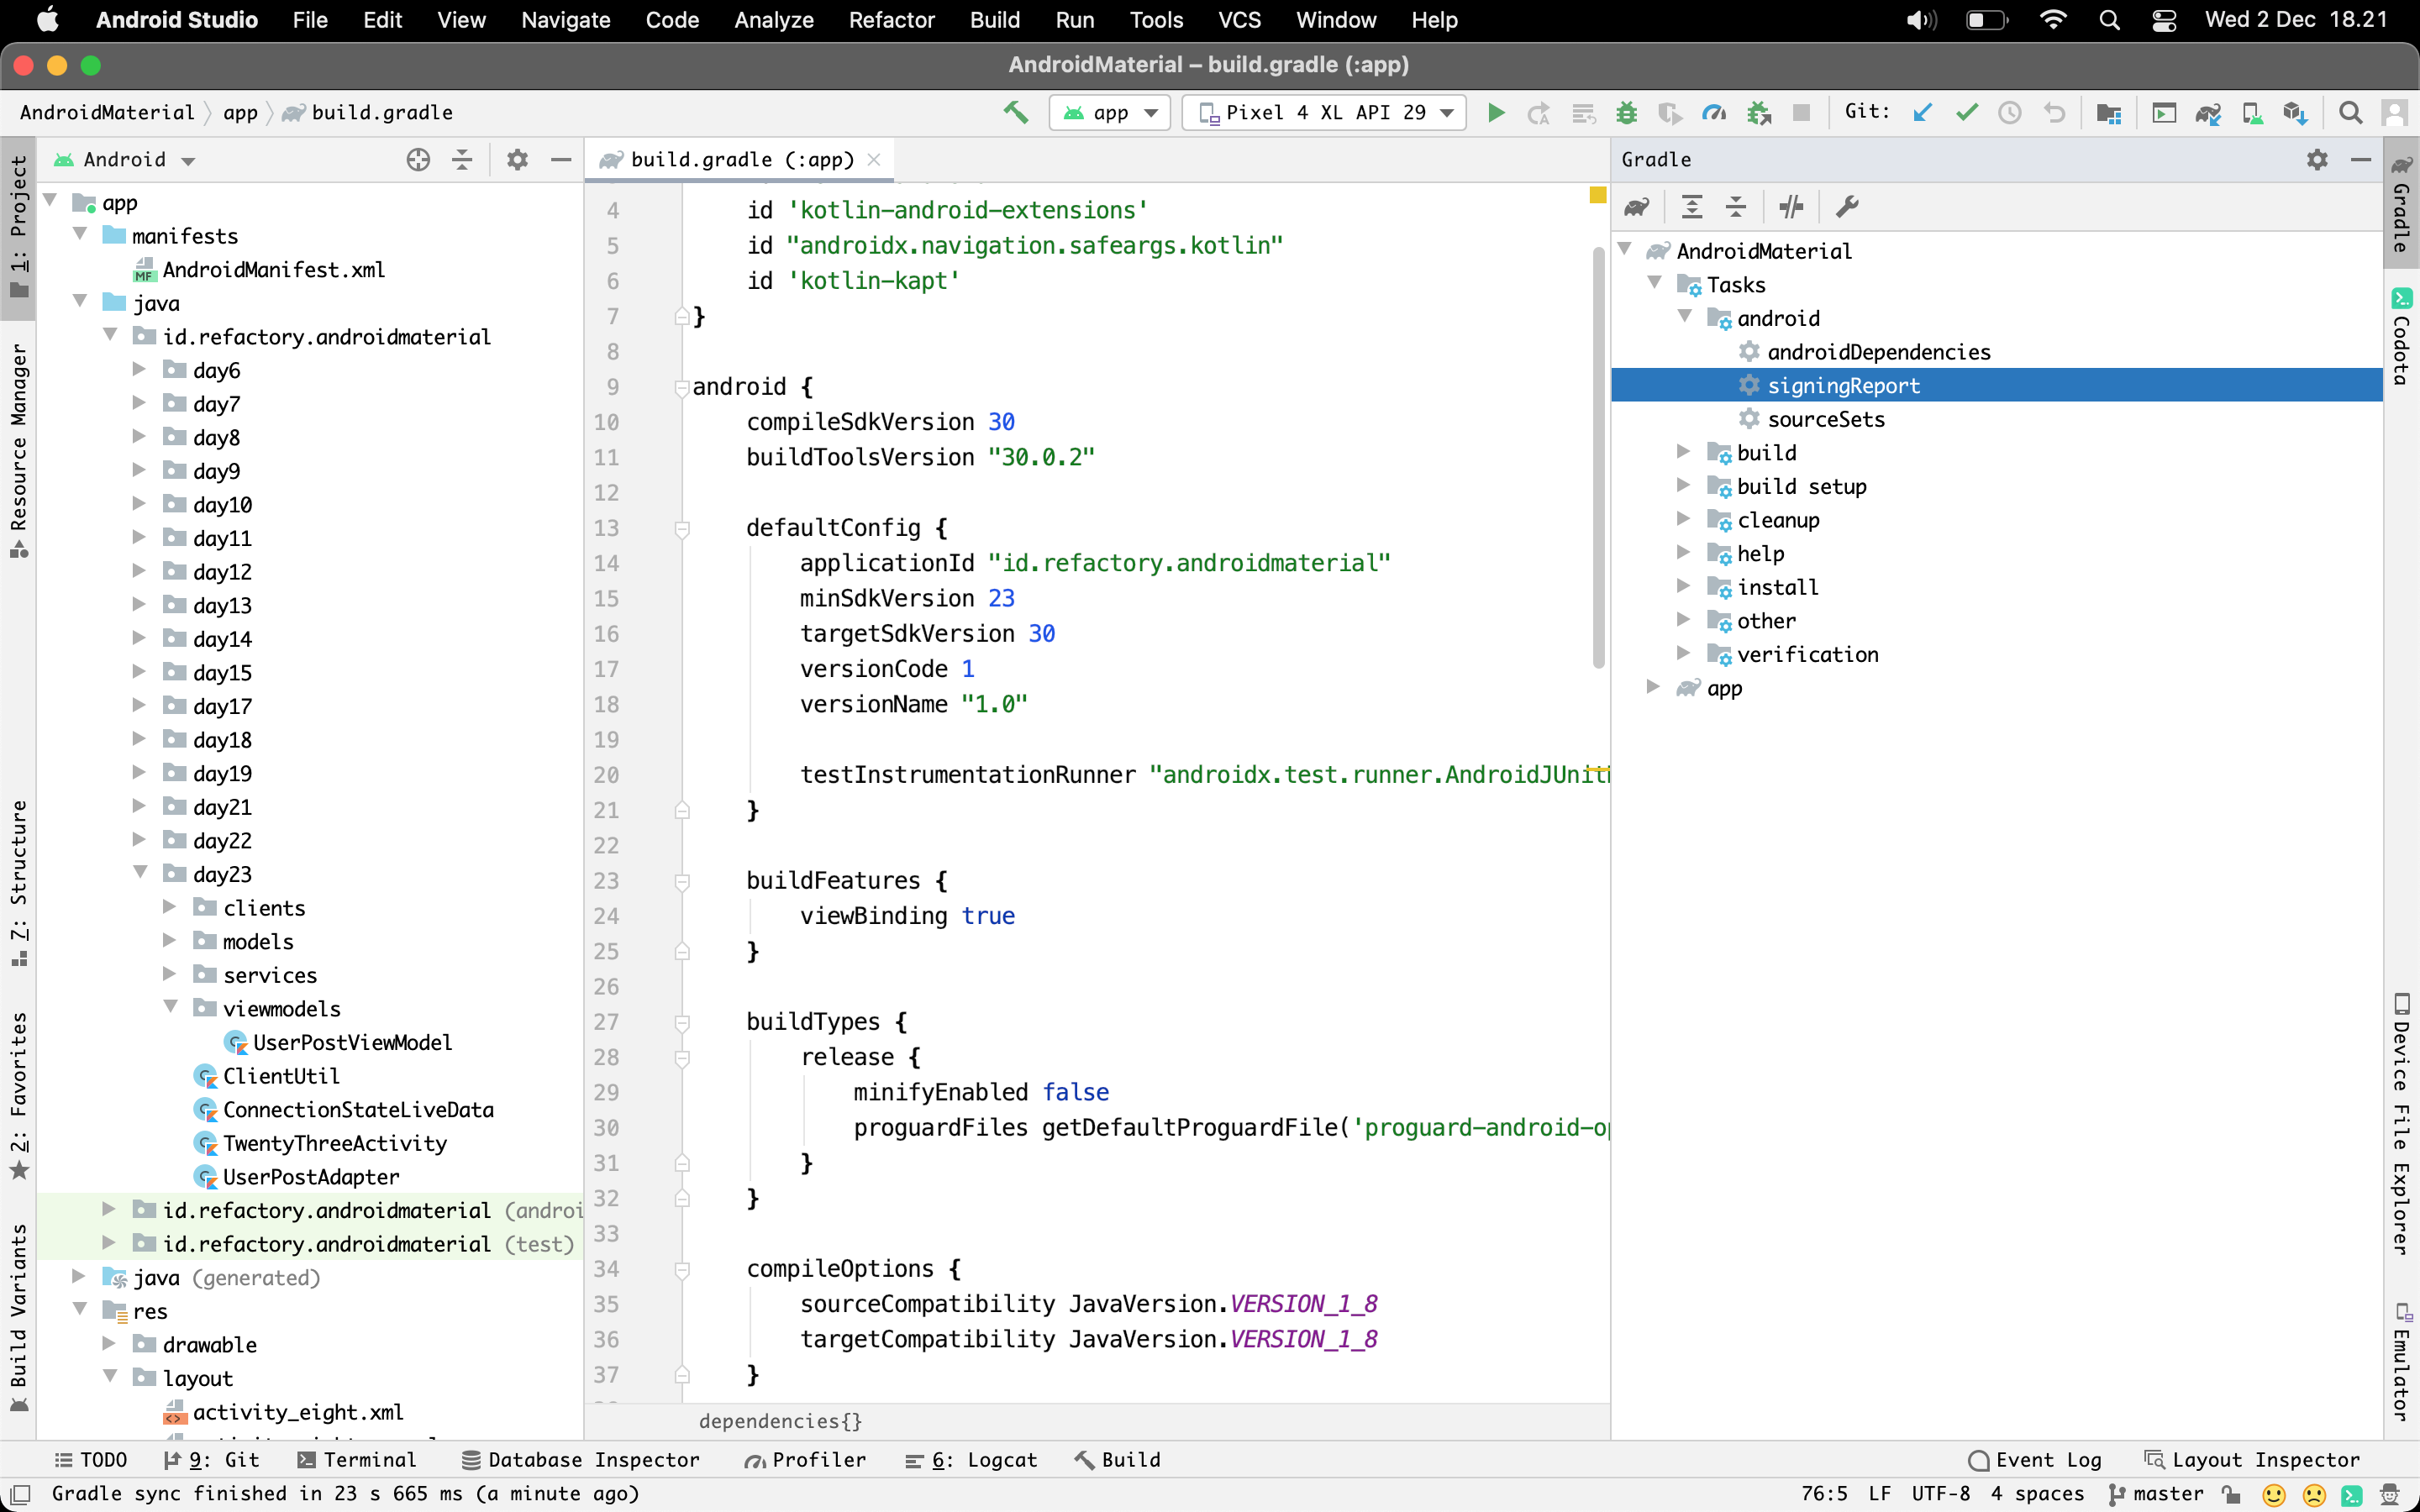 Android Studio File Edit View Navigate Code Analyze Refactor Build Run Tools VCS Window Help Wed 2 Dec 18.21
AndroidMaterial – build.gradle (:app)
AndroidMaterial app build.gradle app Pixel 4 XL API 29 Git:
1: Project
Resource Manager
7: Structure
2: Favorites
Build Variants
Android
app
manifests
AndroidManifest.xml
java
id.refactory.androidmaterial
day6
day7
day8
day9
day10
day11
day12
day13
day14
day15
day17
day18
day19
day21
day22
day23
clients
models
services
viewmodels
UserPostViewModel
ClientUtil
ConnectionStateLiveData
TwentyThreeActivity
UserPostAdapter
id.refactory.androidmaterial (androi
id.refactory.androidmaterial (test)
java (generated)
res
drawable
layout
activity_eight.xml
build.gradle (:app)
4 id 'kotlin-android-extensions'
5 id "androidx.navigation.safeargs.kotlin"
6 id 'kotlin-kapt'
7 }
8
9 android {
10 compileSdkVersion 30
11 buildToolsVersion "30.0.2"
12
13 defaultConfig {
14 applicationId "id.refactory.androidmaterial"
15 minSdkVersion 23
16 targetSdkVersion 30
17 versionCode 1
18 versionName "1.0"
19
20 testInstrumentationRunner "androidx.test.runner.AndroidJUnit
21 }
22
23 buildFeatures {
24 viewBinding true
25 }
26
27 buildTypes {
28 release {
29 minifyEnabled false
30 proguardFiles getDefaultProguardFile('proguard-android-op
31 }
32 }
33
34 compileOptions {
35 sourceCompatibility JavaVersion.VERSION_1_8
36 targetCompatibility JavaVersion.VERSION_1_8
37 }
dependencies{}
Gradle
AndroidMaterial
Tasks
android
androidDependencies
signingReport
sourceSets
build
build setup
cleanup
help
install
other
verification
app
Gradle
Codota
Device File Explorer
Emulator
TODO 9: Git Terminal Database Inspector Profiler 6: Logcat Build Event Log Layout Inspector
Gradle sync finished in 23 s 665 ms (a minute ago) 76:5 LF UTF-8 4 spaces master